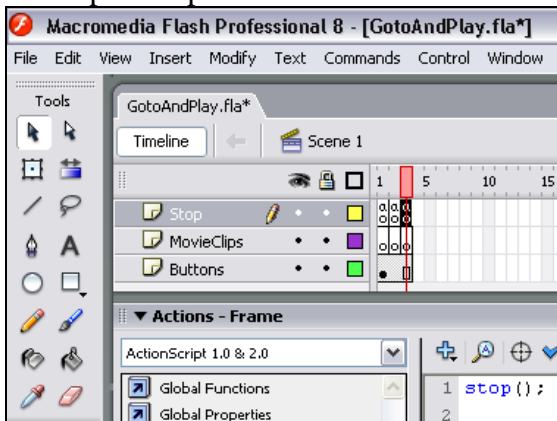 Macromedia Flash Professional 8 - [GotoAndPlay.fla*]
File Edit View Insert Modify Text Commands Control Window
Tools
GotoAndPlay.fla*
Timeline Scene 1
1 5 10 15
Stop
MovieClips
Buttons
Actions - Frame
ActionScript 1.0 & 2.0
Global Functions
Global Properties
1 stop();
2